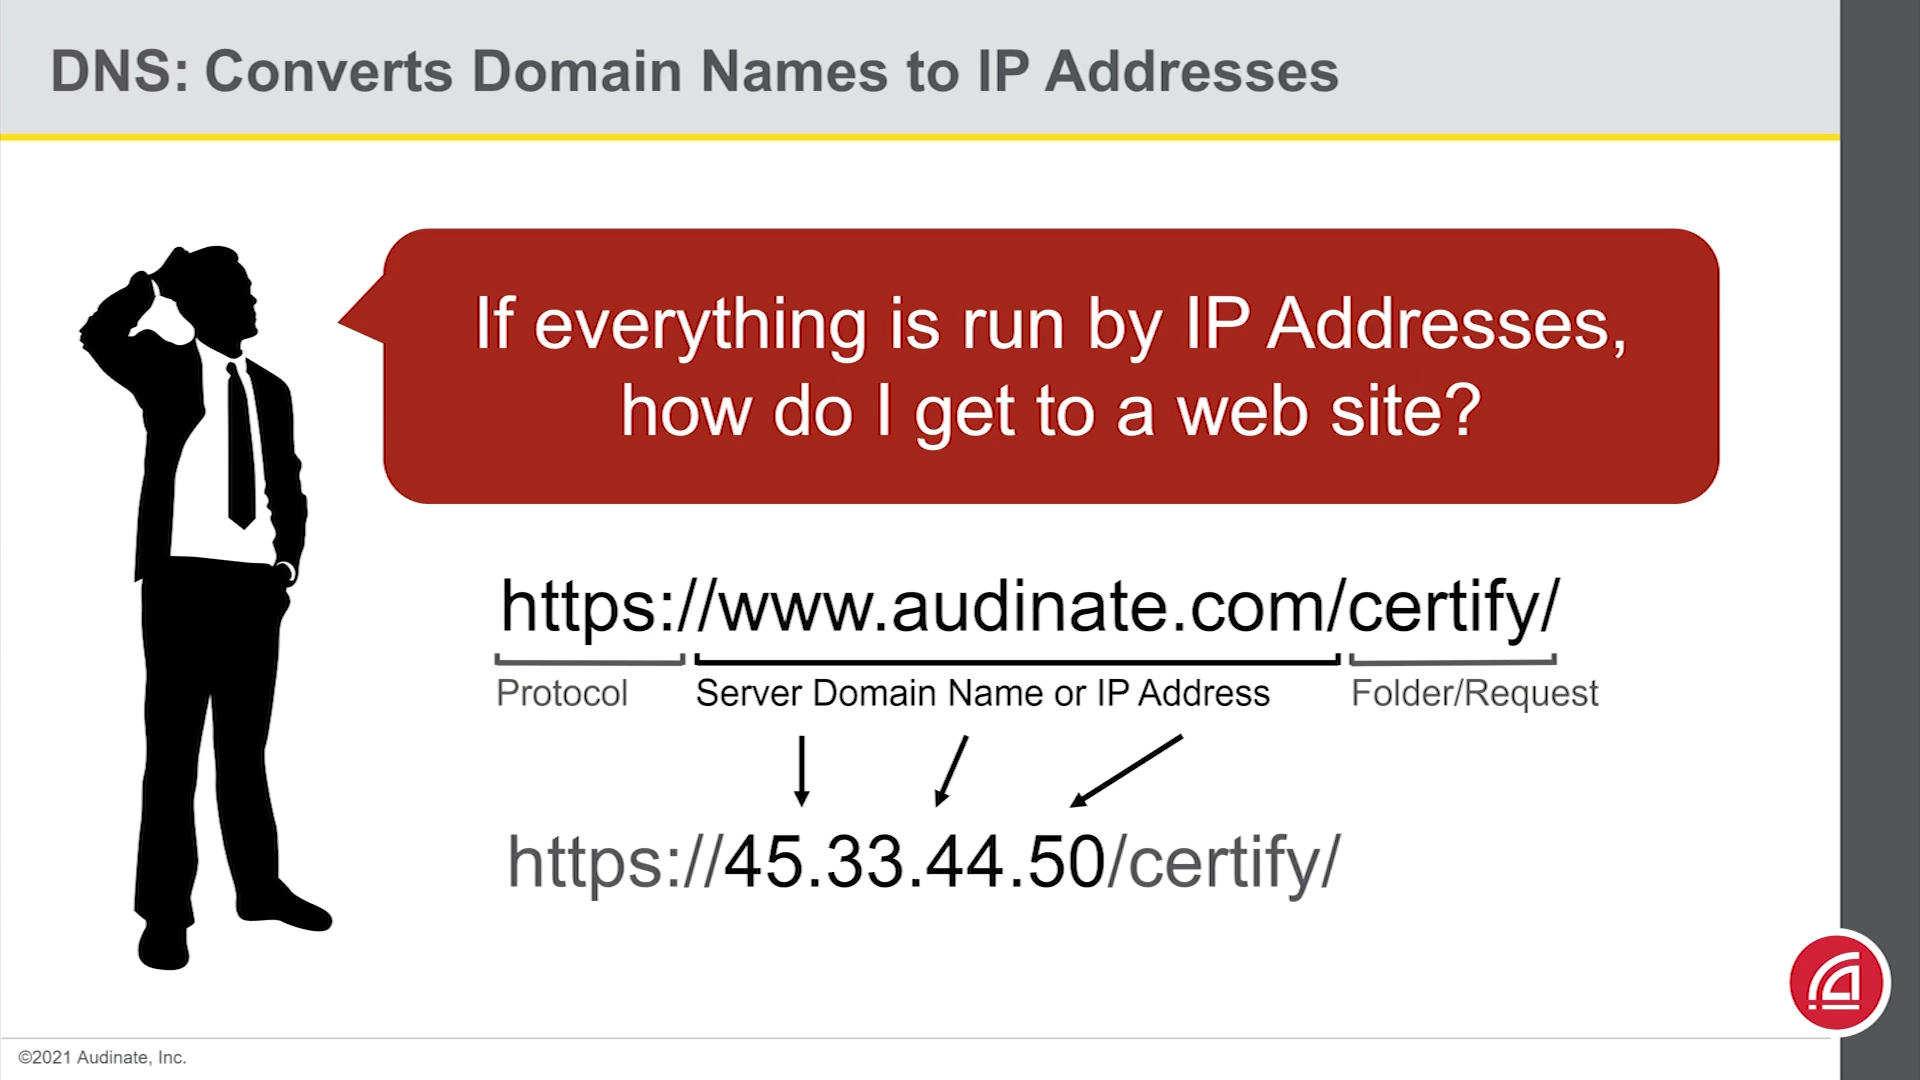 DNS: Converts Domain Names to IP Addresses
If everything is run by IP Addresses,
how do I get to a web site?
https://www.audinate.com/certify/
Protocol Server Domain Name or IP Address Folder/Request
https://45.33.44.50/certify/
©2021 Audinate, Inc.